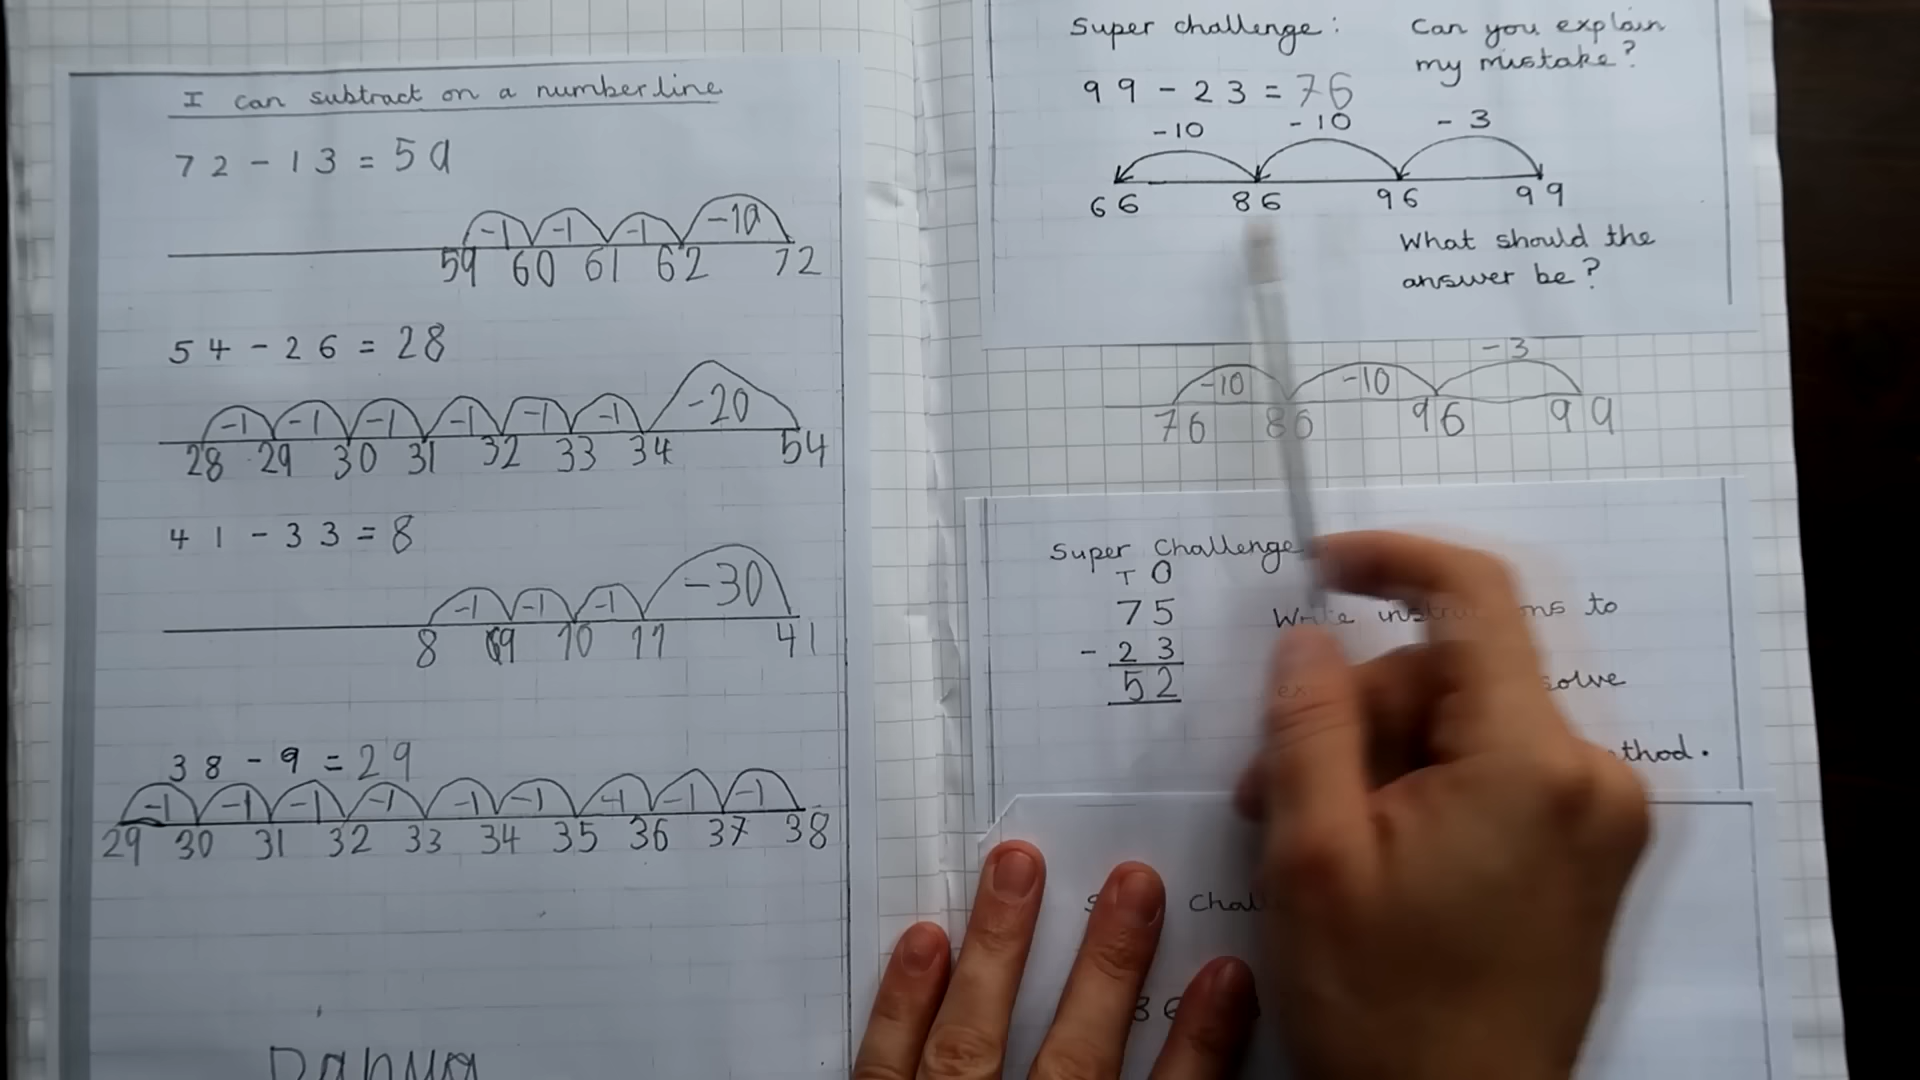 I can subtract on a numberline
72 - 13 = 59
-1 -1 -1 -10
59 60 61 62 72
54 - 26 = 28
-1 -1 -1 -1 -1 -1 -20
28 29 30 31 32 33 34 54
41 - 33 = 8
-1 -1 -1 -30
8 9 10 11 41
38 - 9 = 29
-1 -1 -1 -1 -1 -1 -1 -1 -1
29 30 31 32 33 34 35 36 37 38
Super challenge:
Can you explain
my mistake?
99 - 23 = 76
-10 -10 -3
66 86 96 99
What should the
answer be?
-10 -10 -3
76 86 96 99
Super Challenge
T O
75
- 23
52
Write instructions to
solve